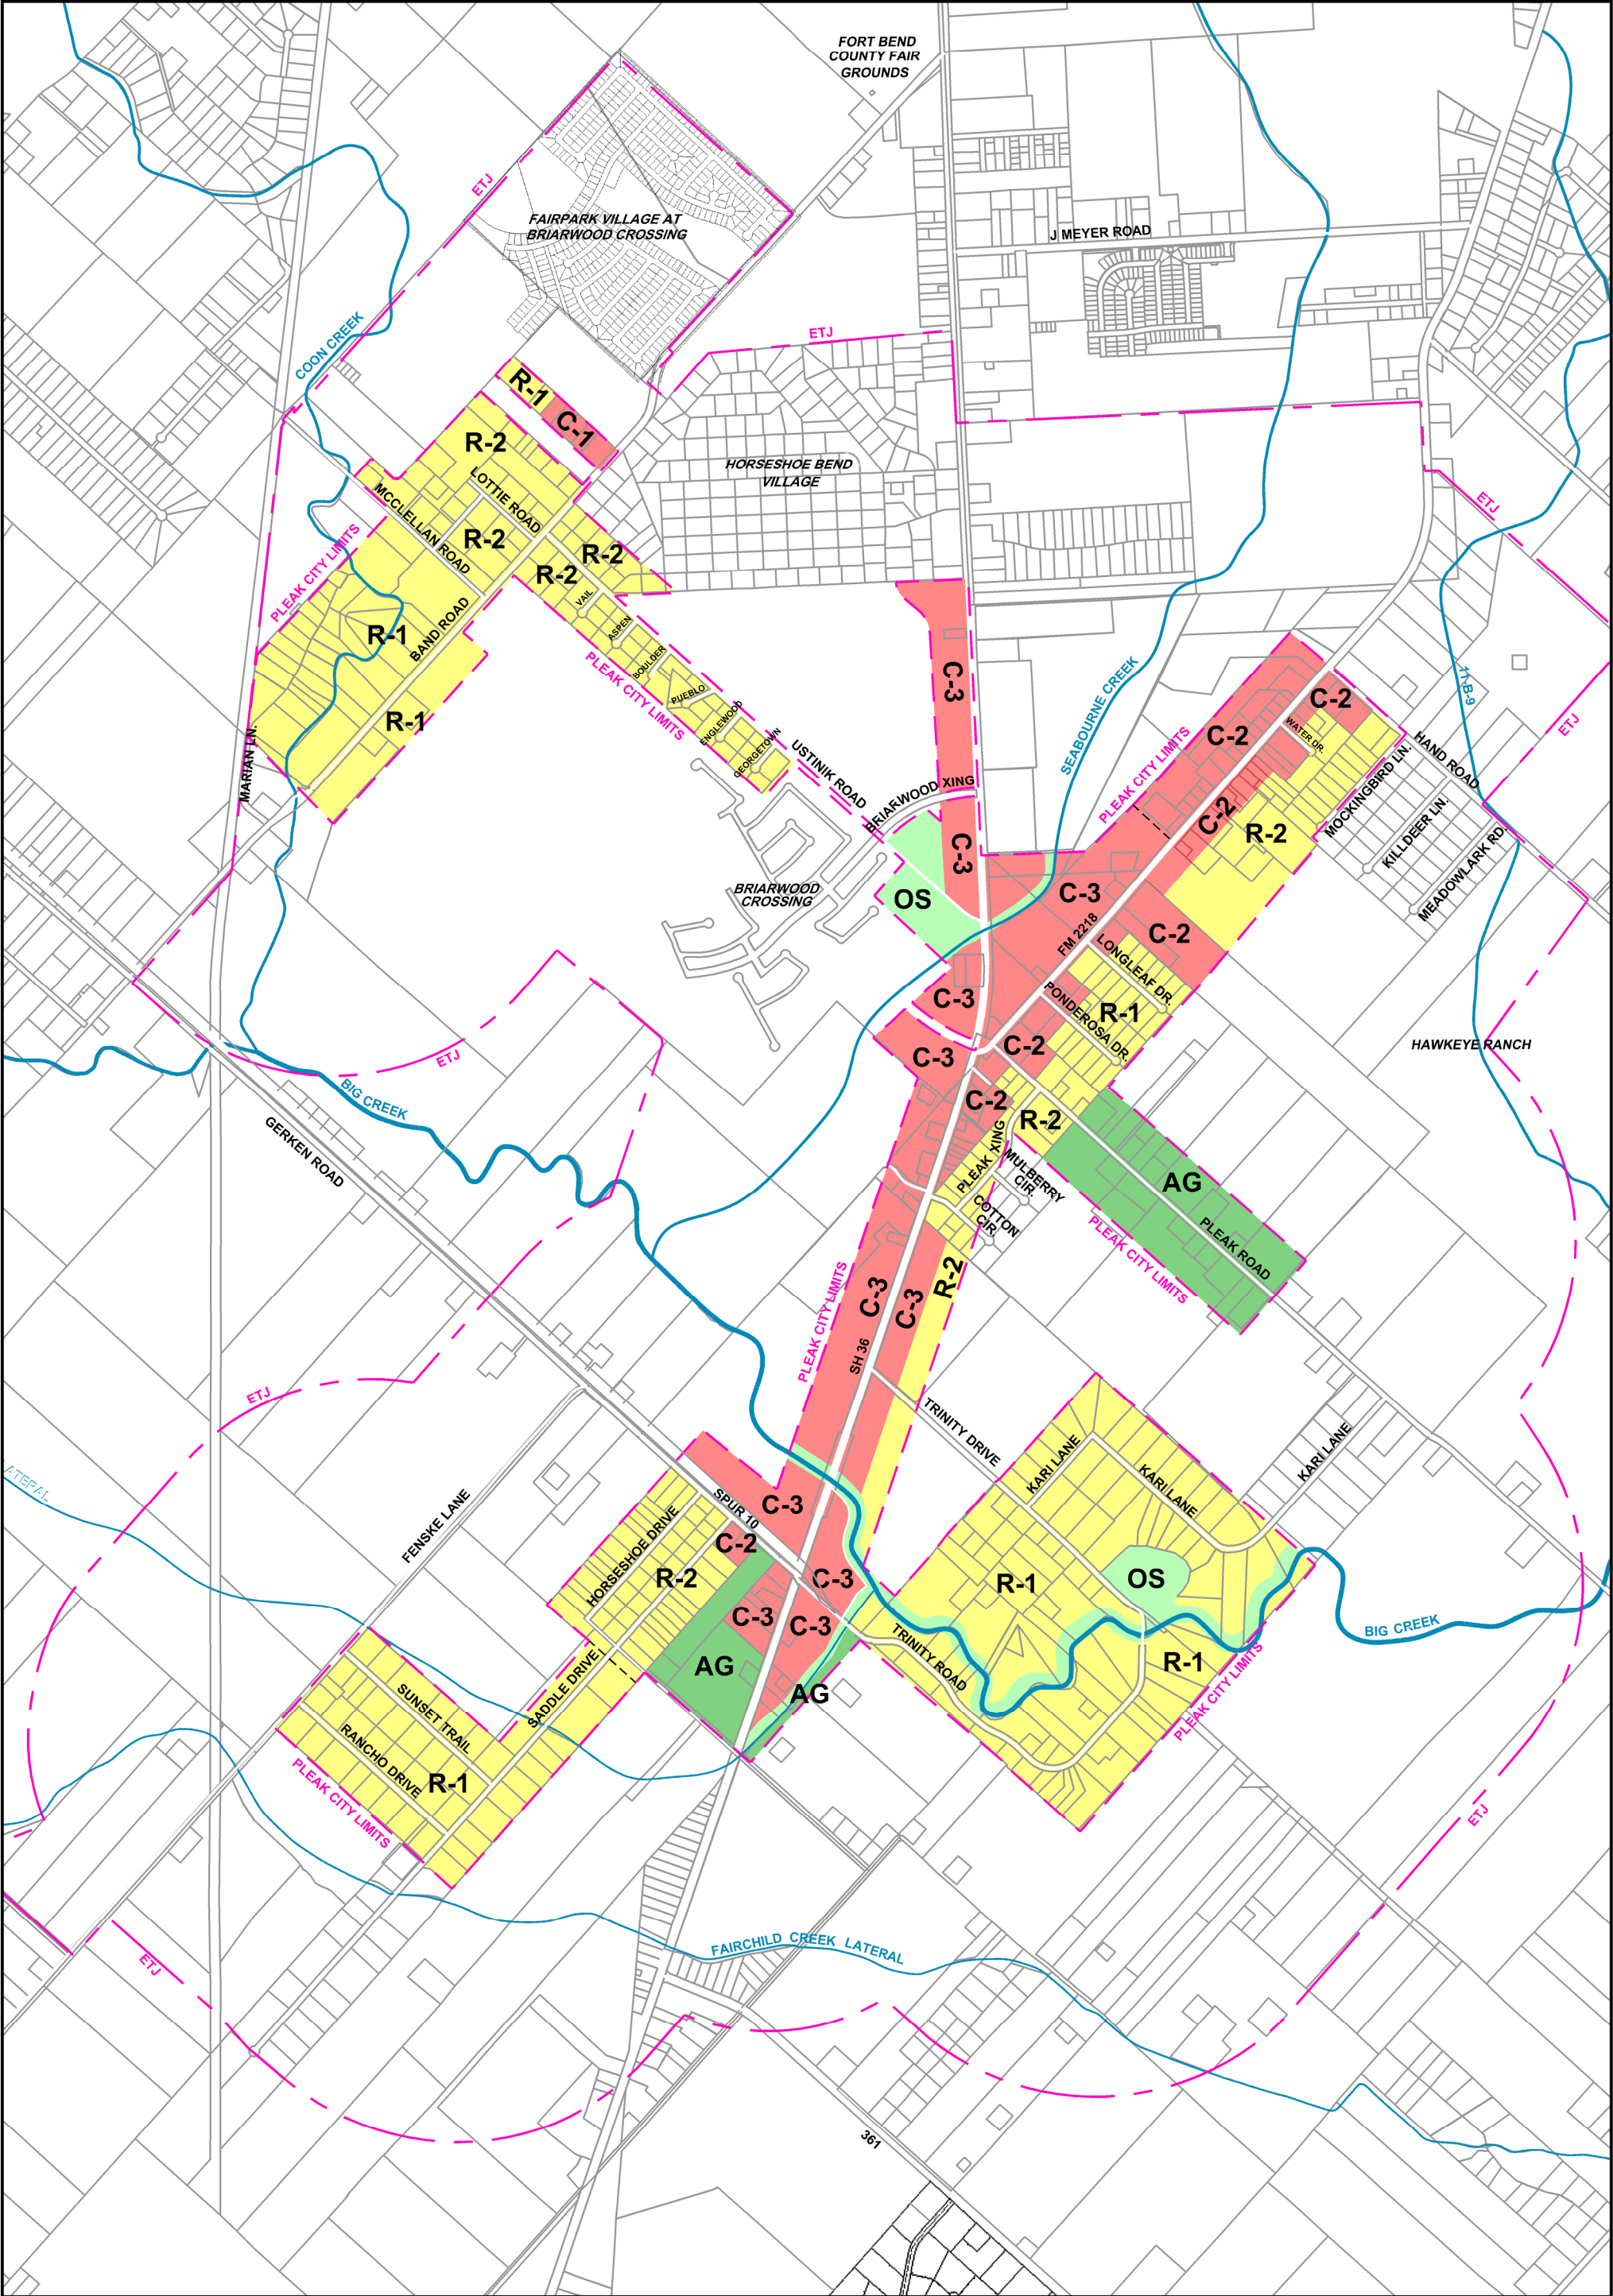 FORT BEND
COUNTY FAIR
GROUNDS
ETJ
FAIRPARK VILLAGE AT
BRIARWOOD CROSSING
J MEYER ROAD
COON CREEK
ETJ
R-1
C-1
R-2
LOTTIE ROAD
HORSESHOE BEND
VILLAGE
MCCLELLAN ROAD
R-2
R-2
R-2
ETJ
PLEAK CITY LIMITS
VAIL
ASPEN
R-1
BAND ROAD
BOULDER
PLEAK CITY LIMITS
PUEBLO
C-3
SEABOURNE CREEK
11-B-9
C-2
R-1
ENGLEWOOD
GEORGETOWN
USTINIK ROAD
MARIAN LN.
C-2
WATER DR.
ETJ
HAND ROAD
PLEAK CITY LIMITS
BRIARWOOD XING
MOCKINGBIRD LN.
C-2
R-2
KILLDEER LN.
C-3
MEADOWLARK RD.
BRIARWOOD
CROSSING
OS
C-3
FM 2218
C-2
LONGLEAF DR.
C-3
PONDEROSA DR.
R-1
C-2
HAWKEYE RANCH
ETJ
C-3
BIG CREEK
C-2
R-2
GERKEN ROAD
PLEAK XING
MULBERRY
CIR.
AG
COTTON
CIR.
PLEAK CITY LIMITS
PLEAK ROAD
PLEAK CITY LIMITS
C-3
C-3
R-2
SH 36
ETJ
TRINITY DRIVE
KARI LANE
KARI LANE
KARI LANE
FENSKE LANE
C-3
SPUR 10
C-2
HORSESHOE DRIVE
R-2
C-3
R-1
OS
C-3
C-3
BIG CREEK
TRINITY ROAD
R-1
PLEAK CITY LIMITS
AG
AG
SADDLE DRIVE
SUNSET TRAIL
RANCHO DRIVE
R-1
PLEAK CITY LIMITS
ETJ
FAIRCHILD CREEK LATERAL
ETJ
361